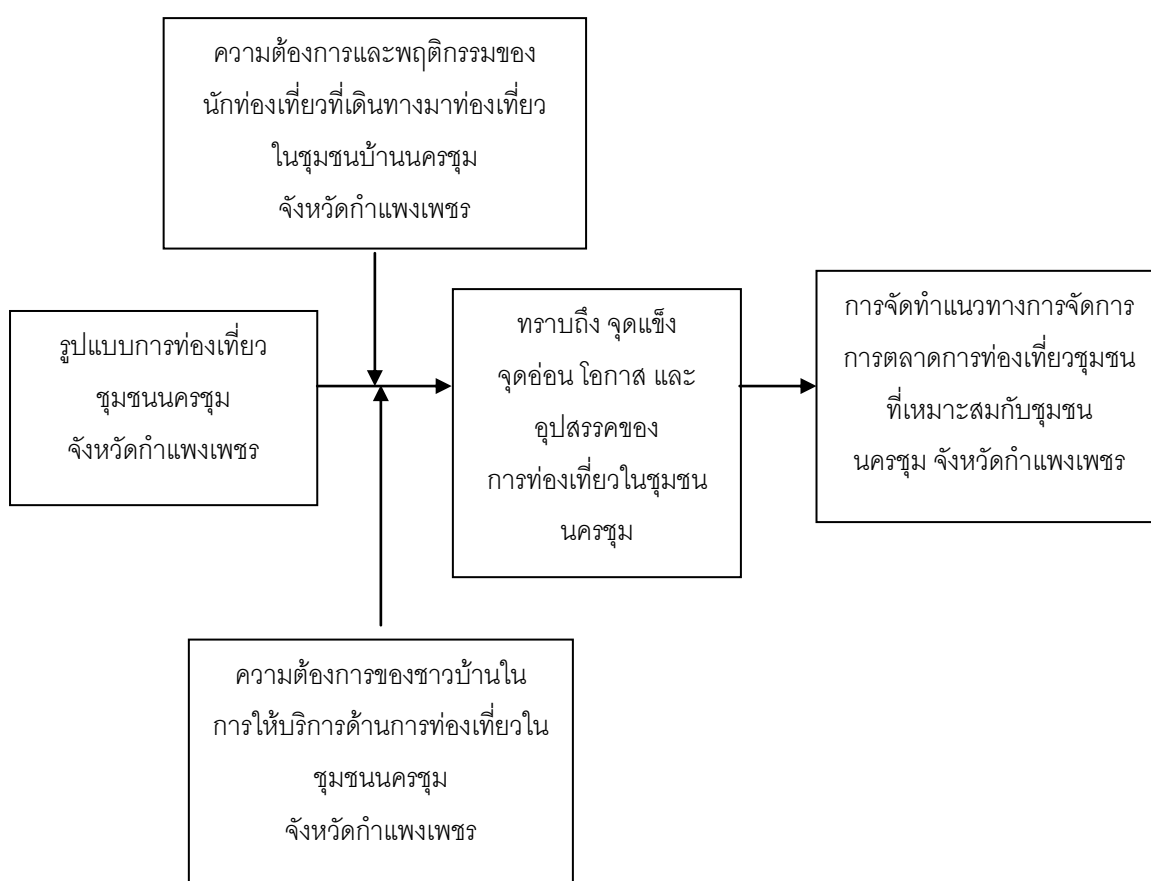 ความต้องการและพฤติกรรมของ
นักท่องเที่ยวที่เดินทางมาท่องเที่ยว
ในชุมชนบ้านนครชุม
จังหวัดกำแพงเพชร
รูปแบบการท่องเที่ยว
ชุมชนนครชุม
จังหวัดกำแพงเพชร
ทราบถึง จุดแข็ง
จุดอ่อน โอกาส และ
อุปสรรคของ
การท่องเที่ยวในชุมชน
นครชุม
การจัดทำแนวทางการจัดการ
การตลาดการท่องเที่ยวชุมชน
ที่เหมาะสมกับชุมชน
นครชุม จังหวัดกำแพงเพชร
ความต้องการของชาวบ้านใน
การให้บริการด้านการท่องเที่ยวใน
ชุมชนนครชุม
จังหวัดกำแพงเพชร